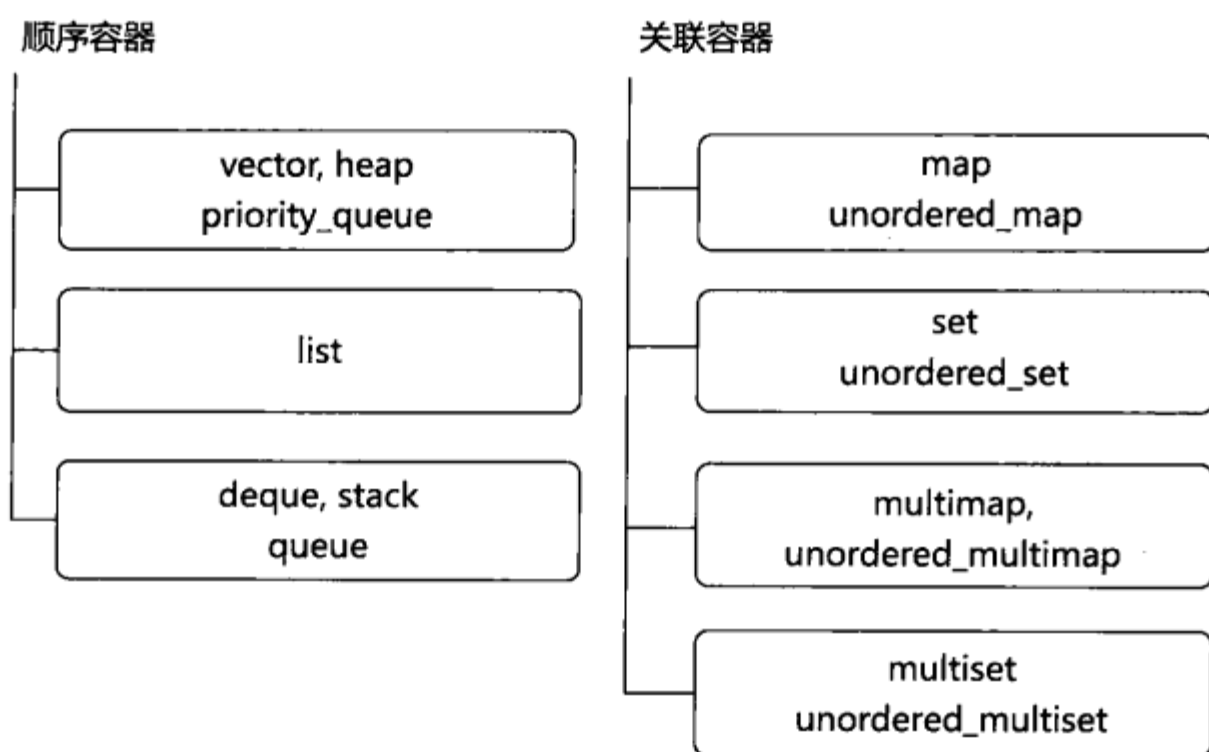 顺序容器
vector, heap
priority_queue
list
deque, stack
queue
关联容器
map
unordered_map
set
unordered_set
multimap,
unordered_multimap
multiset
unordered_multiset